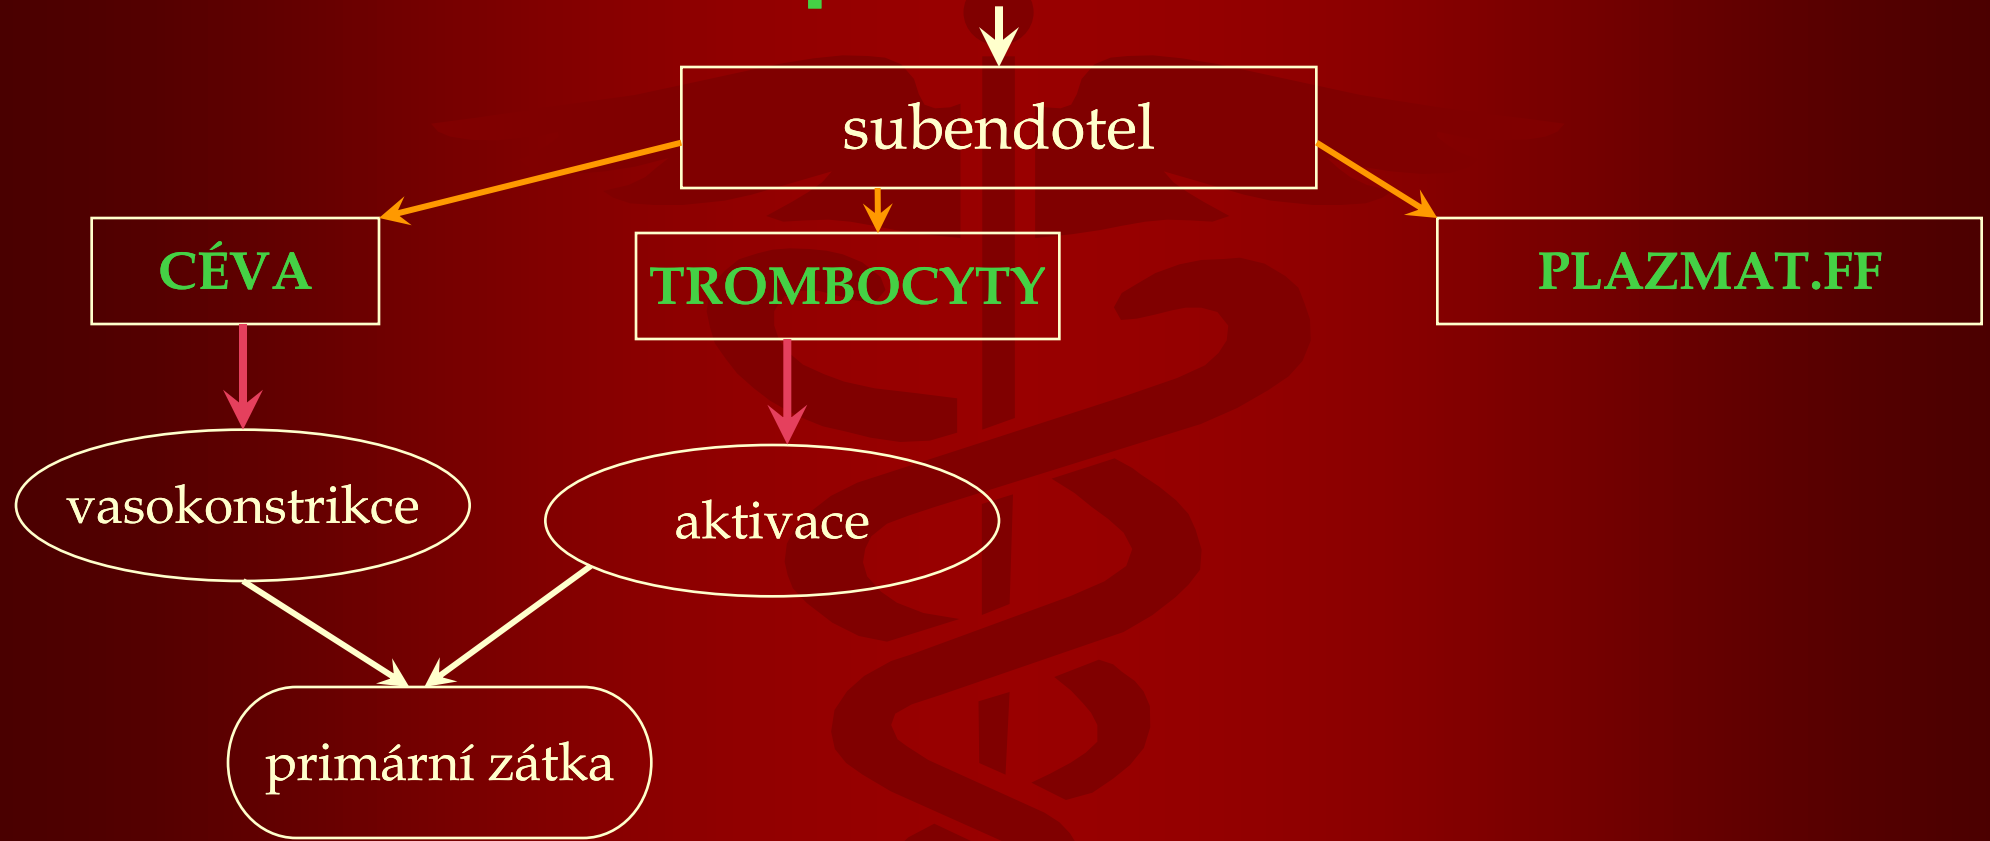 subendotel
CÉVA
TROMBOCYTY
PLAZMAT.FF
vasokonstrikce
aktivace
primární zátka